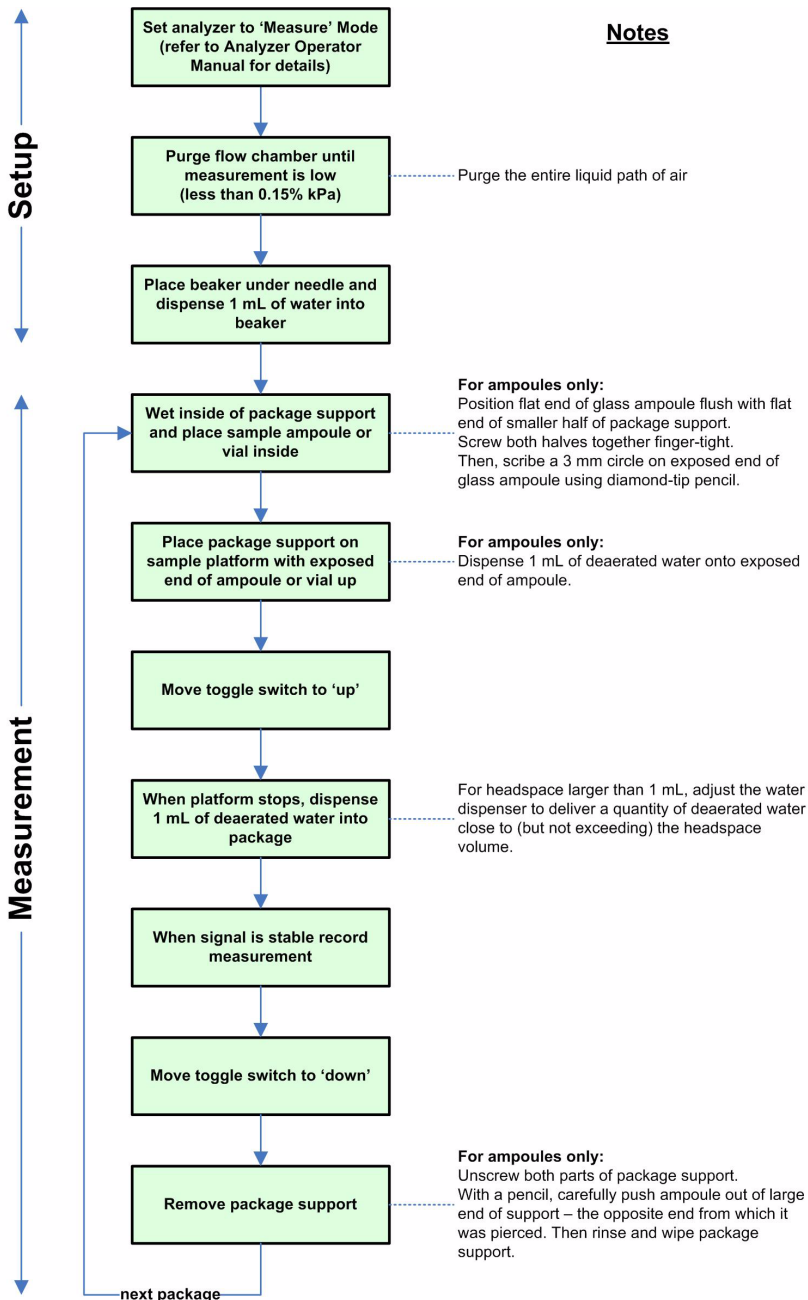 Set analyzer to ‘Measure’ Mode
(refer to Analyzer Operator
Manual for details)
Notes
Setup
Purge flow chamber until
measurement is low
(less than 0.15% kPa)
Purge the entire liquid path of air
Place beaker under needle and
dispense 1 mL of water into
beaker
Measurement
Wet inside of package support
and place sample ampoule or
vial inside
For ampoules only:
Position flat end of glass ampoule flush with flat
end of smaller half of package support.
Screw both halves together finger-tight.
Then, scribe a 3 mm circle on exposed end of
glass ampoule using diamond-tip pencil.
Place package support on
sample platform with exposed
end of ampoule or vial up
For ampoules only:
Dispense 1 mL of deaerated water onto exposed
end of ampoule.
Move toggle switch to ‘up’
When platform stops, dispense
1 mL of deaerated water into
package
For headspace larger than 1 mL, adjust the water
dispenser to deliver a quantity of deaerated water
close to (but not exceeding) the headspace
volume.
When signal is stable record
measurement
Move toggle switch to ‘down’
Remove package support
For ampoules only:
Unscrew both parts of package support.
With a pencil, carefully push ampoule out of large
end of support – the opposite end from which it
was pierced. Then rinse and wipe package
support.
next package